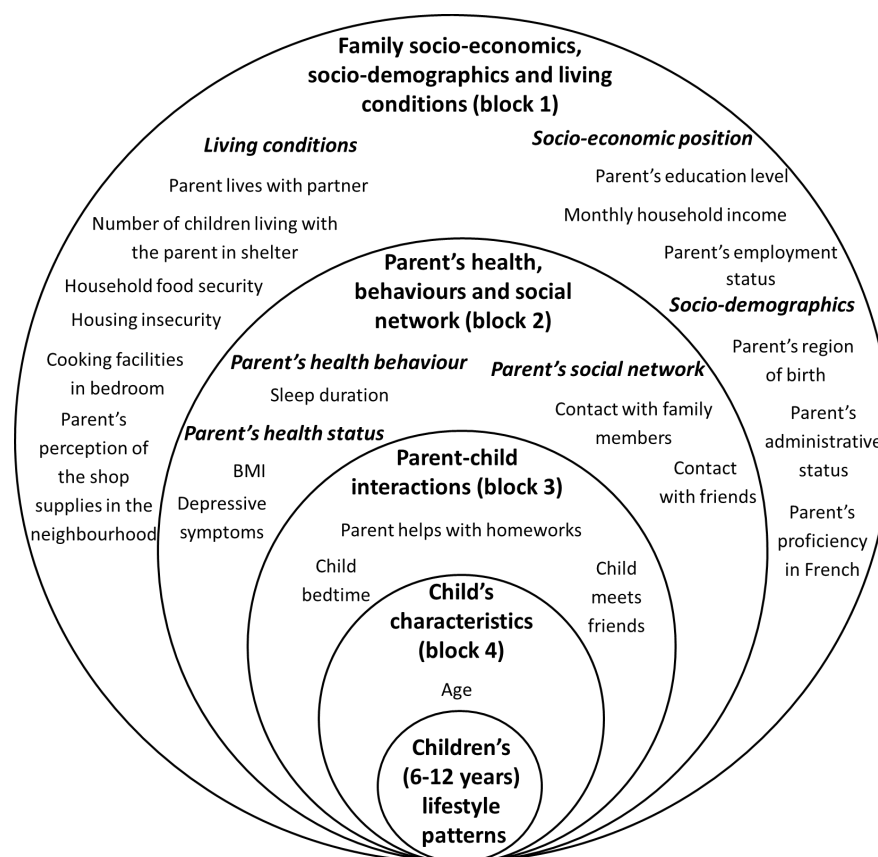 Family socio-economics,
socio-demographics and living
conditions (block 1)
Living conditions
Parent lives with partner
Number of children living with
the parent in shelter
Household food security
Housing insecurity
Cooking facilities
in bedroom
Parent's
perception of
the shop
supplies in the
neighbourhood
Socio-economic position
Parent's education level
Monthly household income
Parent's employment
status
Socio-demographics
Parent's region
of birth
Parent's
administrative
status
Parent's
proficiency
in French
Parent's health,
behaviours and social
network (block 2)
Parent's health behaviour
Sleep duration
Parent's health status
BMI
Depressive
symptoms
Parent's social network
Contact with family
members
Contact
with friends
Parent-child
interactions (block 3)
Parent helps with homeworks
Child
bedtime
Child
meets
friends
Child's
characteristics
(block 4)
Age
Children's
(6-12 years)
lifestyle
patterns